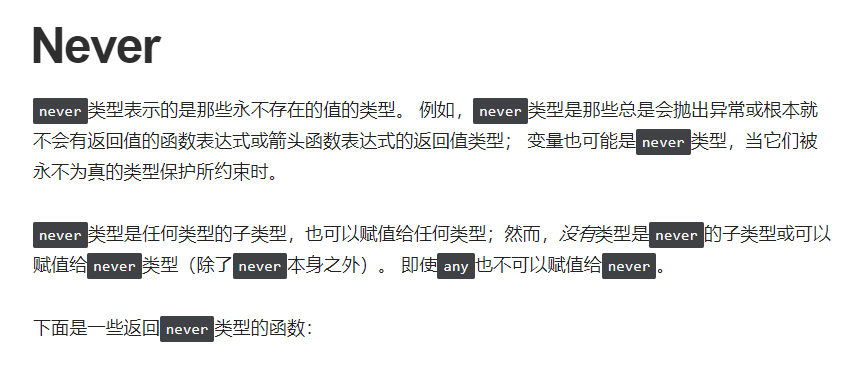 Never
never类型表示的是那些永不存在的值的类型。 例如，never类型是那些总是会抛出异常或根本就
不会有返回值的函数表达式或箭头函数表达式的返回值类型； 变量也可能是never类型，当它们被
永不为真的类型保护所约束时。
never类型是任何类型的子类型，也可以赋值给任何类型；然而，没有类型是never的子类型或可以
赋值给never类型（除了never本身之外）。 即使any也不可以赋值给never。
下面是一些返回never类型的函数：